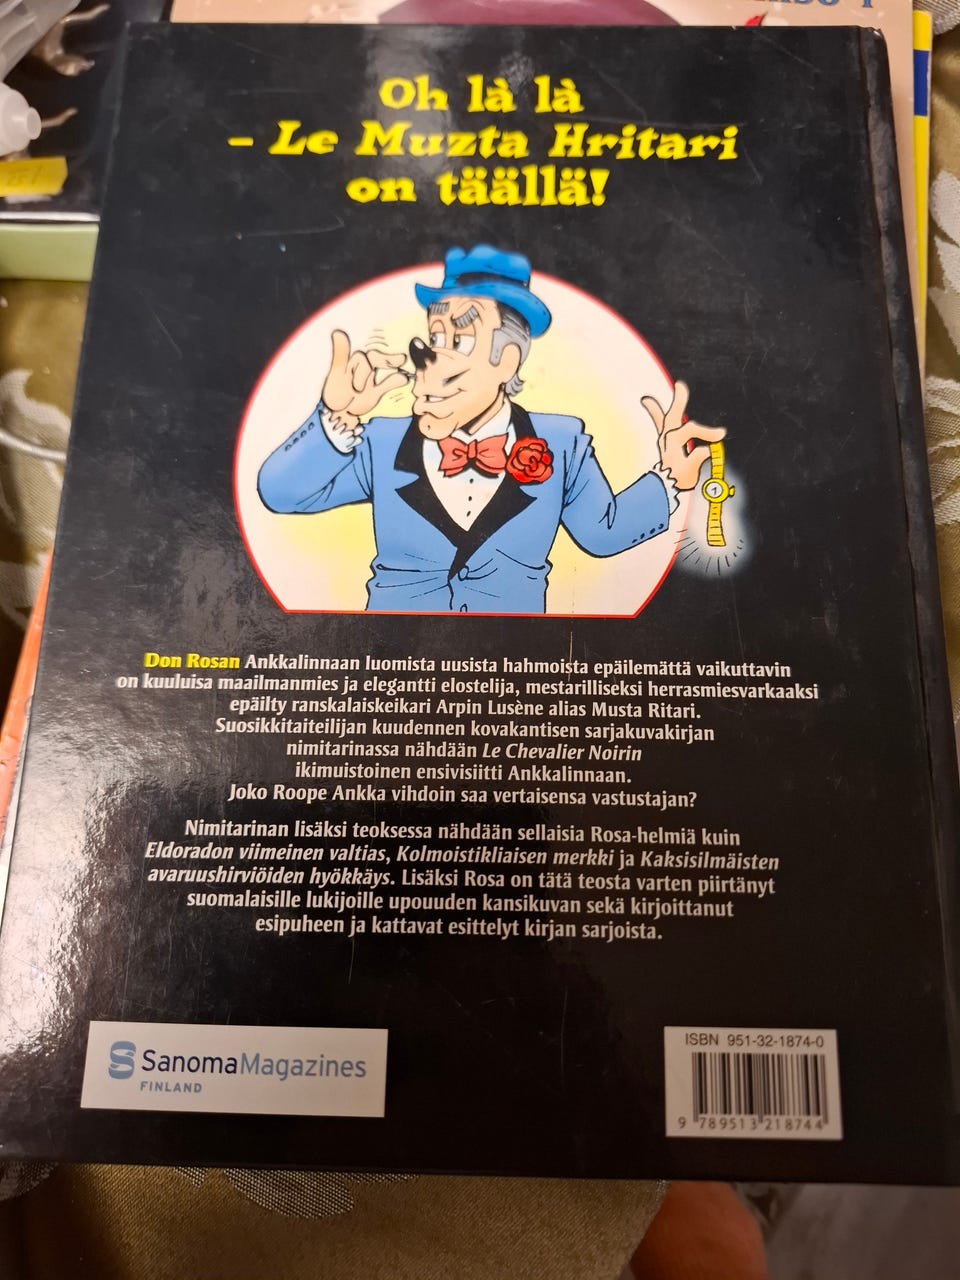 Oh là là
– Le Muzta Hritari
on täällä!
Don Rosan Ankkalinnaan luomista uusista hahmoista epäilemättä vaikuttavin
on kuuluisa maailmanmies ja elegantti elostelija, mestarilliseksi herrasmiesvarkaaksi
epäilty ranskalaiskeikari Arpin Lusène alias Musta Ritari.
Suosikkitaiteilijan kuudennen kovakantisen sarjakuvakirjan
nimitarinassa nähdään Le Chevalier Noirin
ikimuistoinen ensivisiitti Ankkalinnaan.
Joko Roope Ankka vihdoin saa vertaisensa vastustajan?
Nimitarinan lisäksi teoksessa nähdään sellaisia Rosa-helmiä kuin
Eldoradon viimeinen valtias, Kolmoistikliaisen merkki ja Kaksisilmäisten
avaruushirviöiden hyökkäys. Lisäksi Rosa on tätä teosta varten piirtänyt
suomalaisille lukijoille upouuden kansikuvan sekä kirjoittanut
esipuheen ja kattavat esittelyt kirjan sarjoista.
SanomaMagazines
FINLAND
ISBN 951-32-1874-0
9 789513 218744